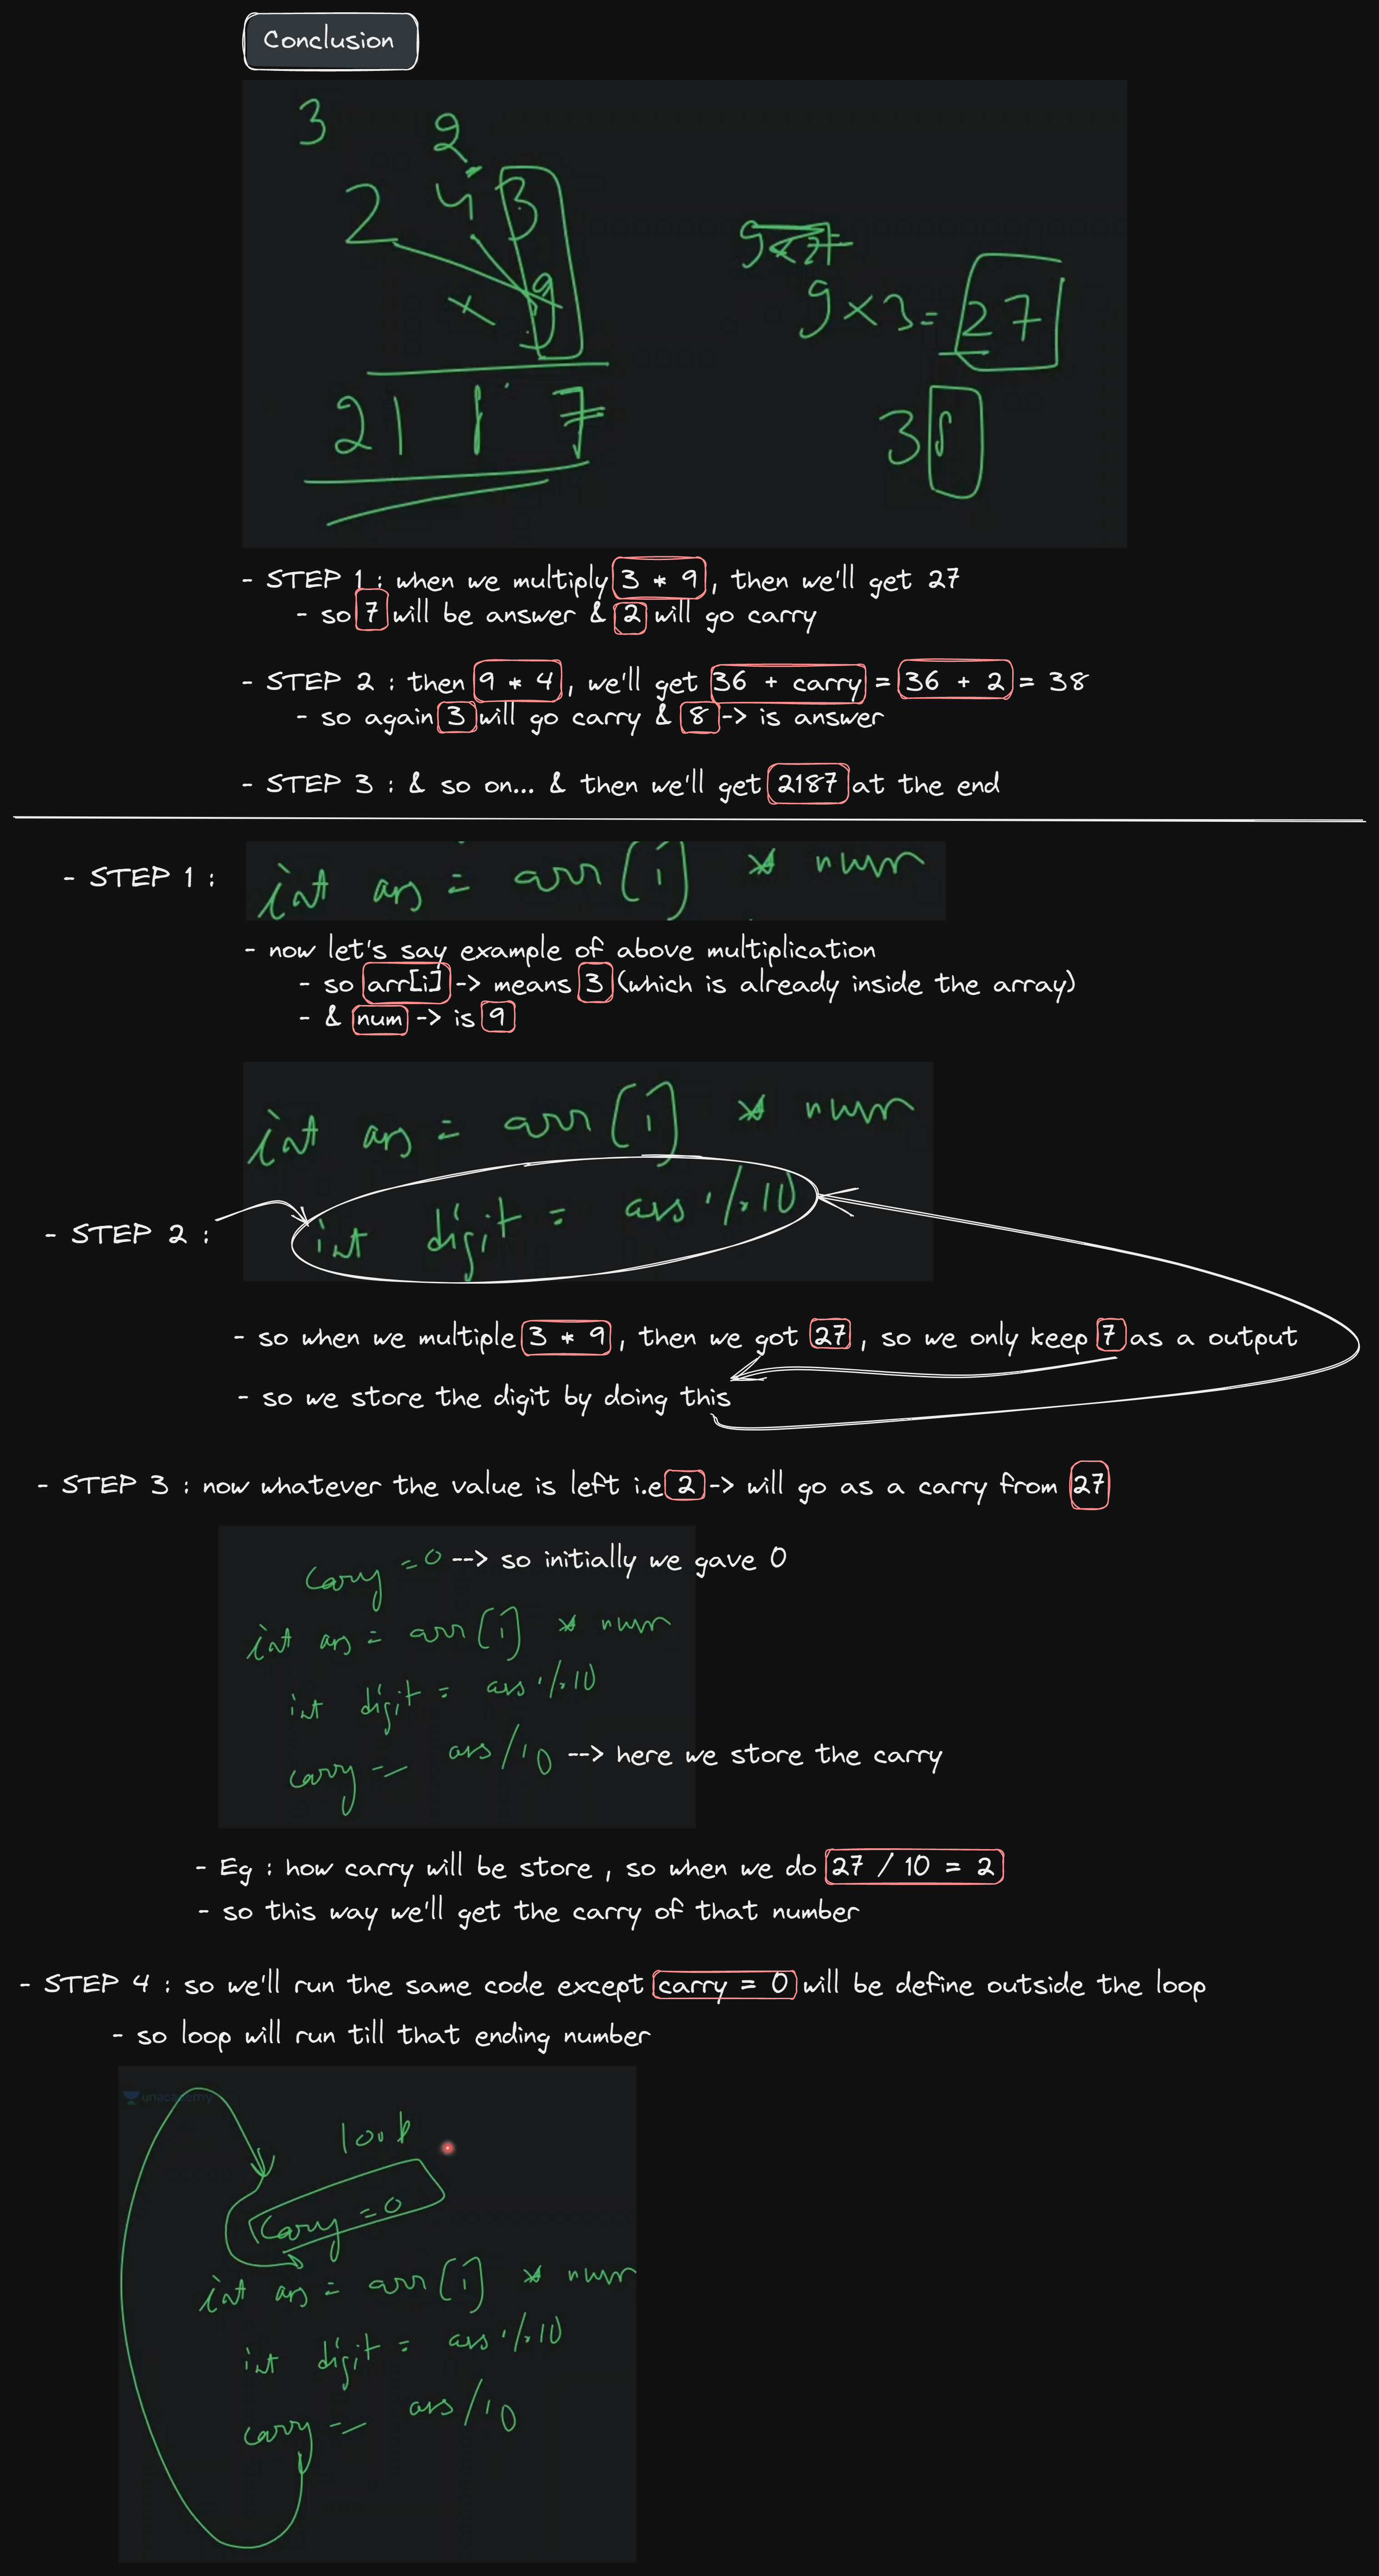 Conclusion
3 2
2 4 3
× 9
21 8 7
9 × 3 = 27
38
- STEP 1 : when we multiply 3 * 9 , then we'll get 27
- so 7 will be answer & 2 will go carry
- STEP 2 : then 9 * 4 , we'll get 36 + carry = 36 + 2 = 38
- so again 3 will go carry & 8 -> is answer
- STEP 3 : & so on... & then we'll get 2187 at the end
- STEP 1 : int ans = arr[i] * num
- now let's say example of above multiplication
- so arr[i] -> means 3 (which is already inside the array)
- & num -> is 9
int ans = arr[i] * num
- STEP 2 : int digit = ans % 10
- so when we multiple 3 * 9 , then we got 27 , so we only keep 7 as a output
- so we store the digit by doing this
- STEP 3 : now whatever the value is left i.e 2 -> will go as a carry from 27
carry = 0 --> so initially we gave 0
int ans = arr[i] * num
int digit = ans % 10
carry = ans / 10 --> here we store the carry
- Eg : how carry will be store , so when we do 27 / 10 = 2
- so this way we'll get the carry of that number
- STEP 4 : so we'll run the same code except carry = 0 will be define outside the loop
- so loop will run till that ending number
unacademy
loop
carry = 0
int ans = arr[i] * num
int digit = ans % 10
carry = ans / 10